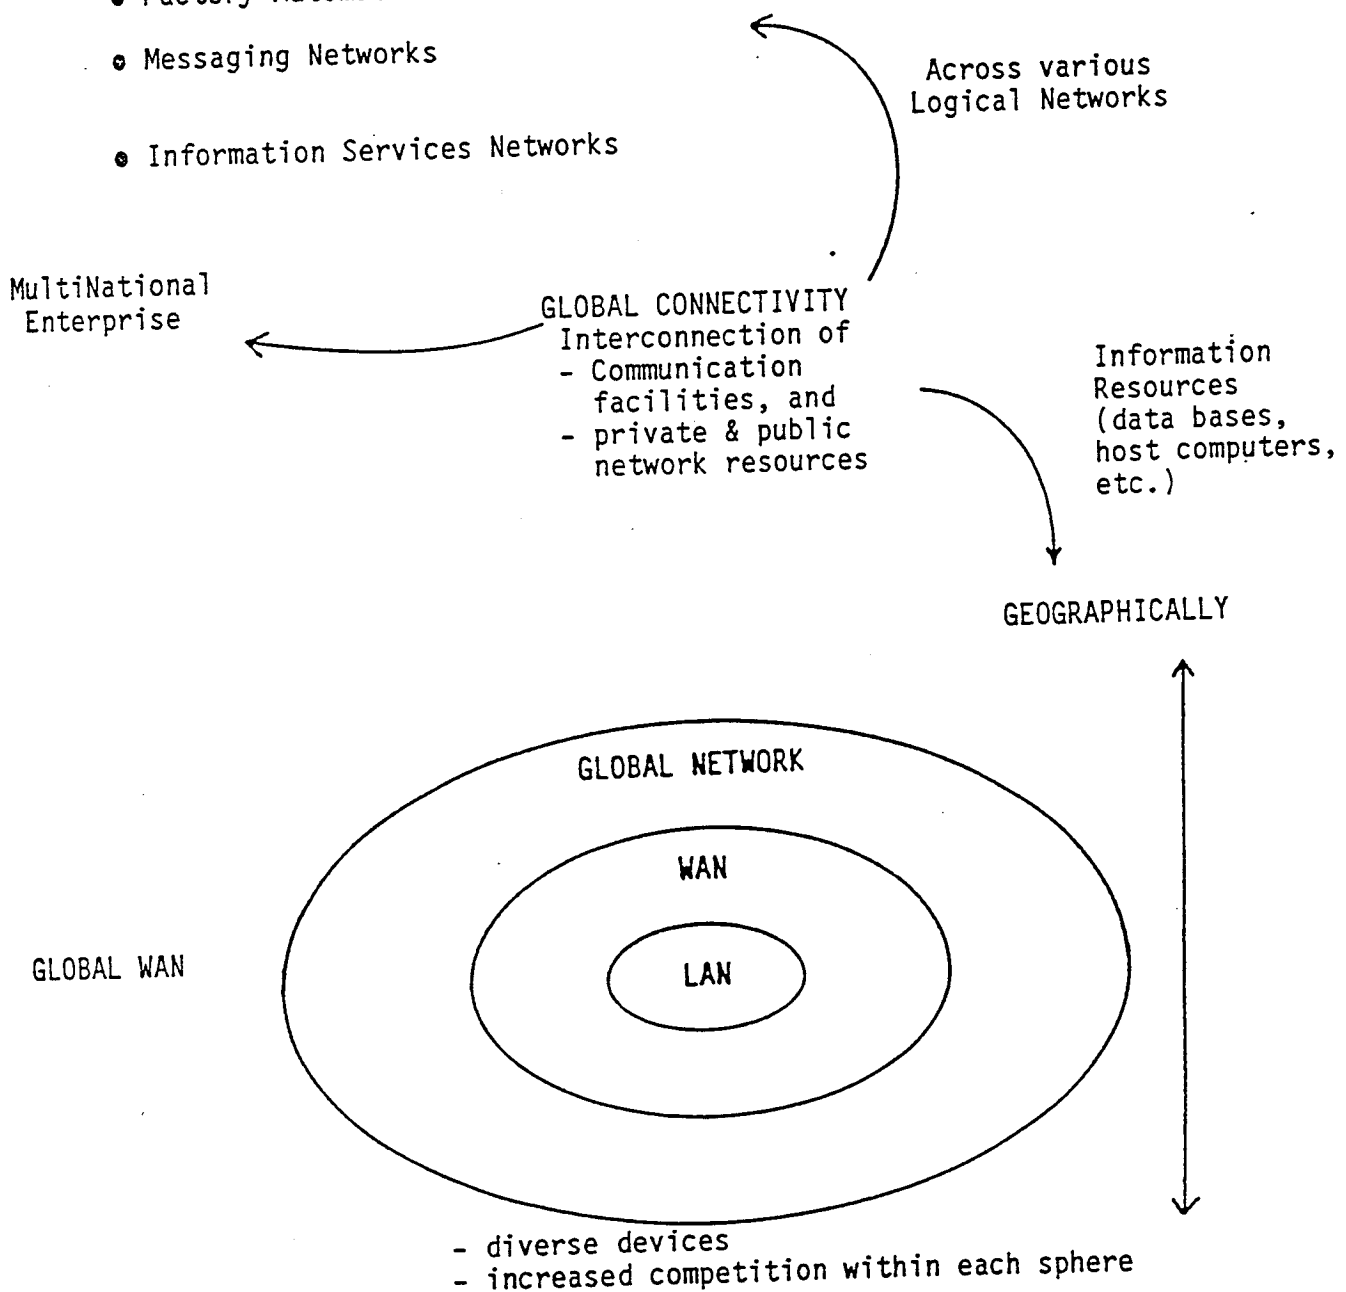 • Factory
• Messaging Networks
Across various
Logical Networks
• Information Services Networks
MultiNational
Enterprise
GLOBAL CONNECTIVITY
Interconnection of
- Communication
facilities, and
- private & public
network resources
Information
Resources
(data bases,
host computers,
etc.)
GEOGRAPHICALLY
GLOBAL NETWORK
WAN
LAN
GLOBAL WAN
- diverse devices
- increased competition within each sphere